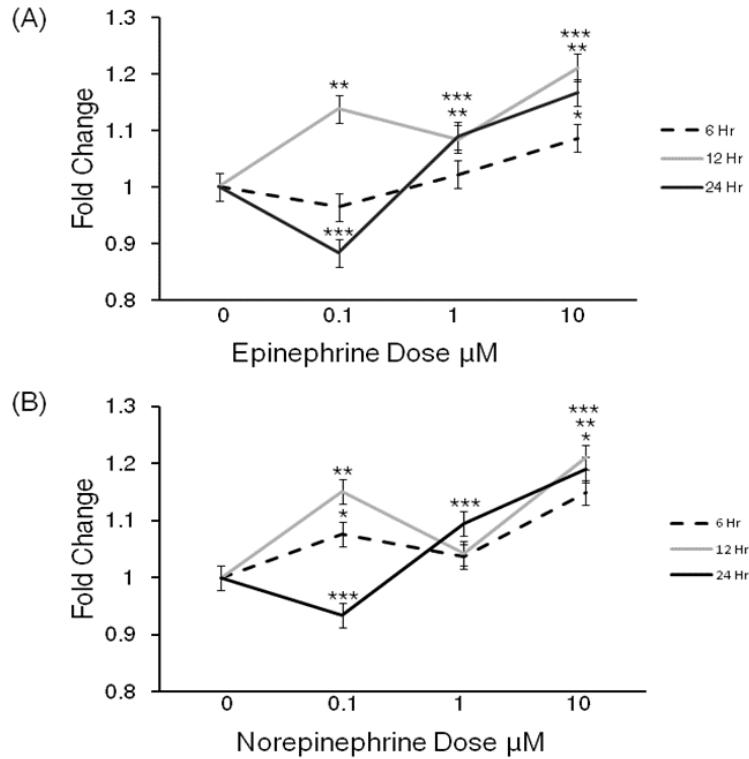 (A)
1.3
1.2
1.1
1
0.9
0.8
Fold Change
**
***
***
**
***
**
*
0
0.1
1
10
Epinephrine Dose µM
6 Hr
12 Hr
24 Hr
(B)
1.3
1.2
1.1
1
0.9
0.8
Fold Change
**
*
***
***
***
**
*
0
0.1
1
10
Norepinephrine Dose µM
6 Hr
12 Hr
24 Hr